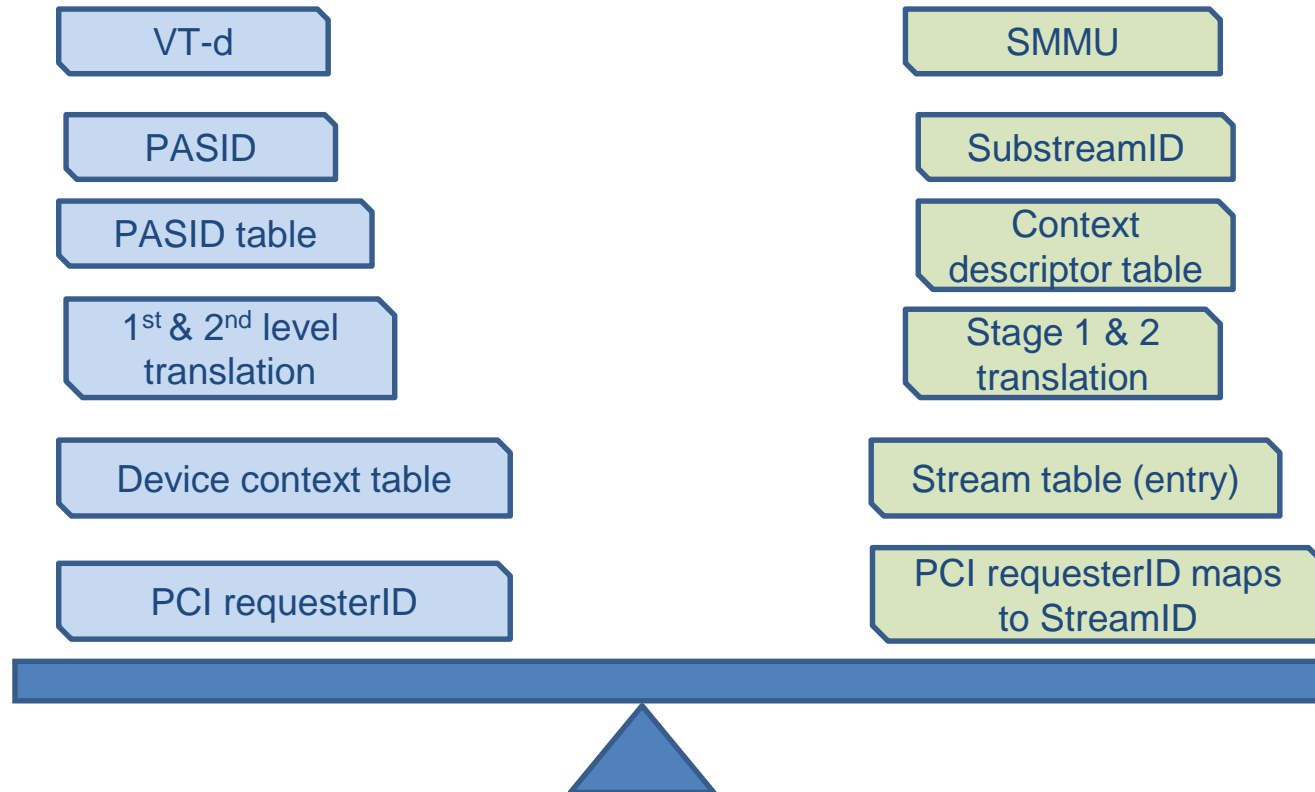 VT-d
SMMU
PASID
SubstreamID
PASID table
Context
descriptor table
1st & 2nd level
translation
Stage 1 & 2
translation
Device context table
Stream table (entry)
PCI requesterID
PCI requesterID maps
to StreamID